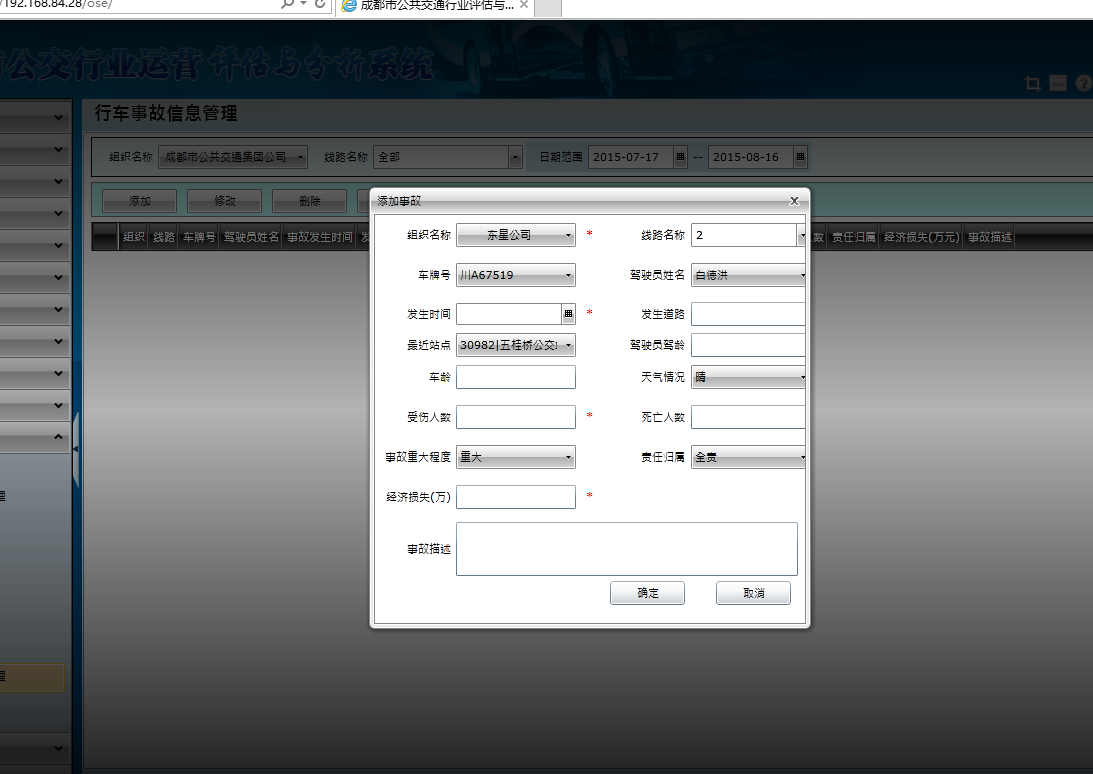 /192.168.84.28/ose/
成都市公共交通行业评估与...
公交行业运营评估与分析系统
行车事故信息管理
组织名称 成都市公共交通集团公司 线路名称 全部 日期范围 2015-07-17 -- 2015-08-16
添加 修改 删除
组织 线路 车牌号 驾驶员姓名 事故发生时间 发 数 责任归属 经济损失(万元) 事故描述
添加事故 x
组织名称 东星公司 * 线路名称 2
车牌号 川A67519 驾驶员姓名 白德洪
发生时间 * 发生道路
最近站点 30982|五桂桥公交 驾驶员驾龄
车龄 天气情况 晴
受伤人数 * 死亡人数
事故重大程度 重大 责任归属 全责
经济损失(万) *
事故描述
确定 取消
理
理